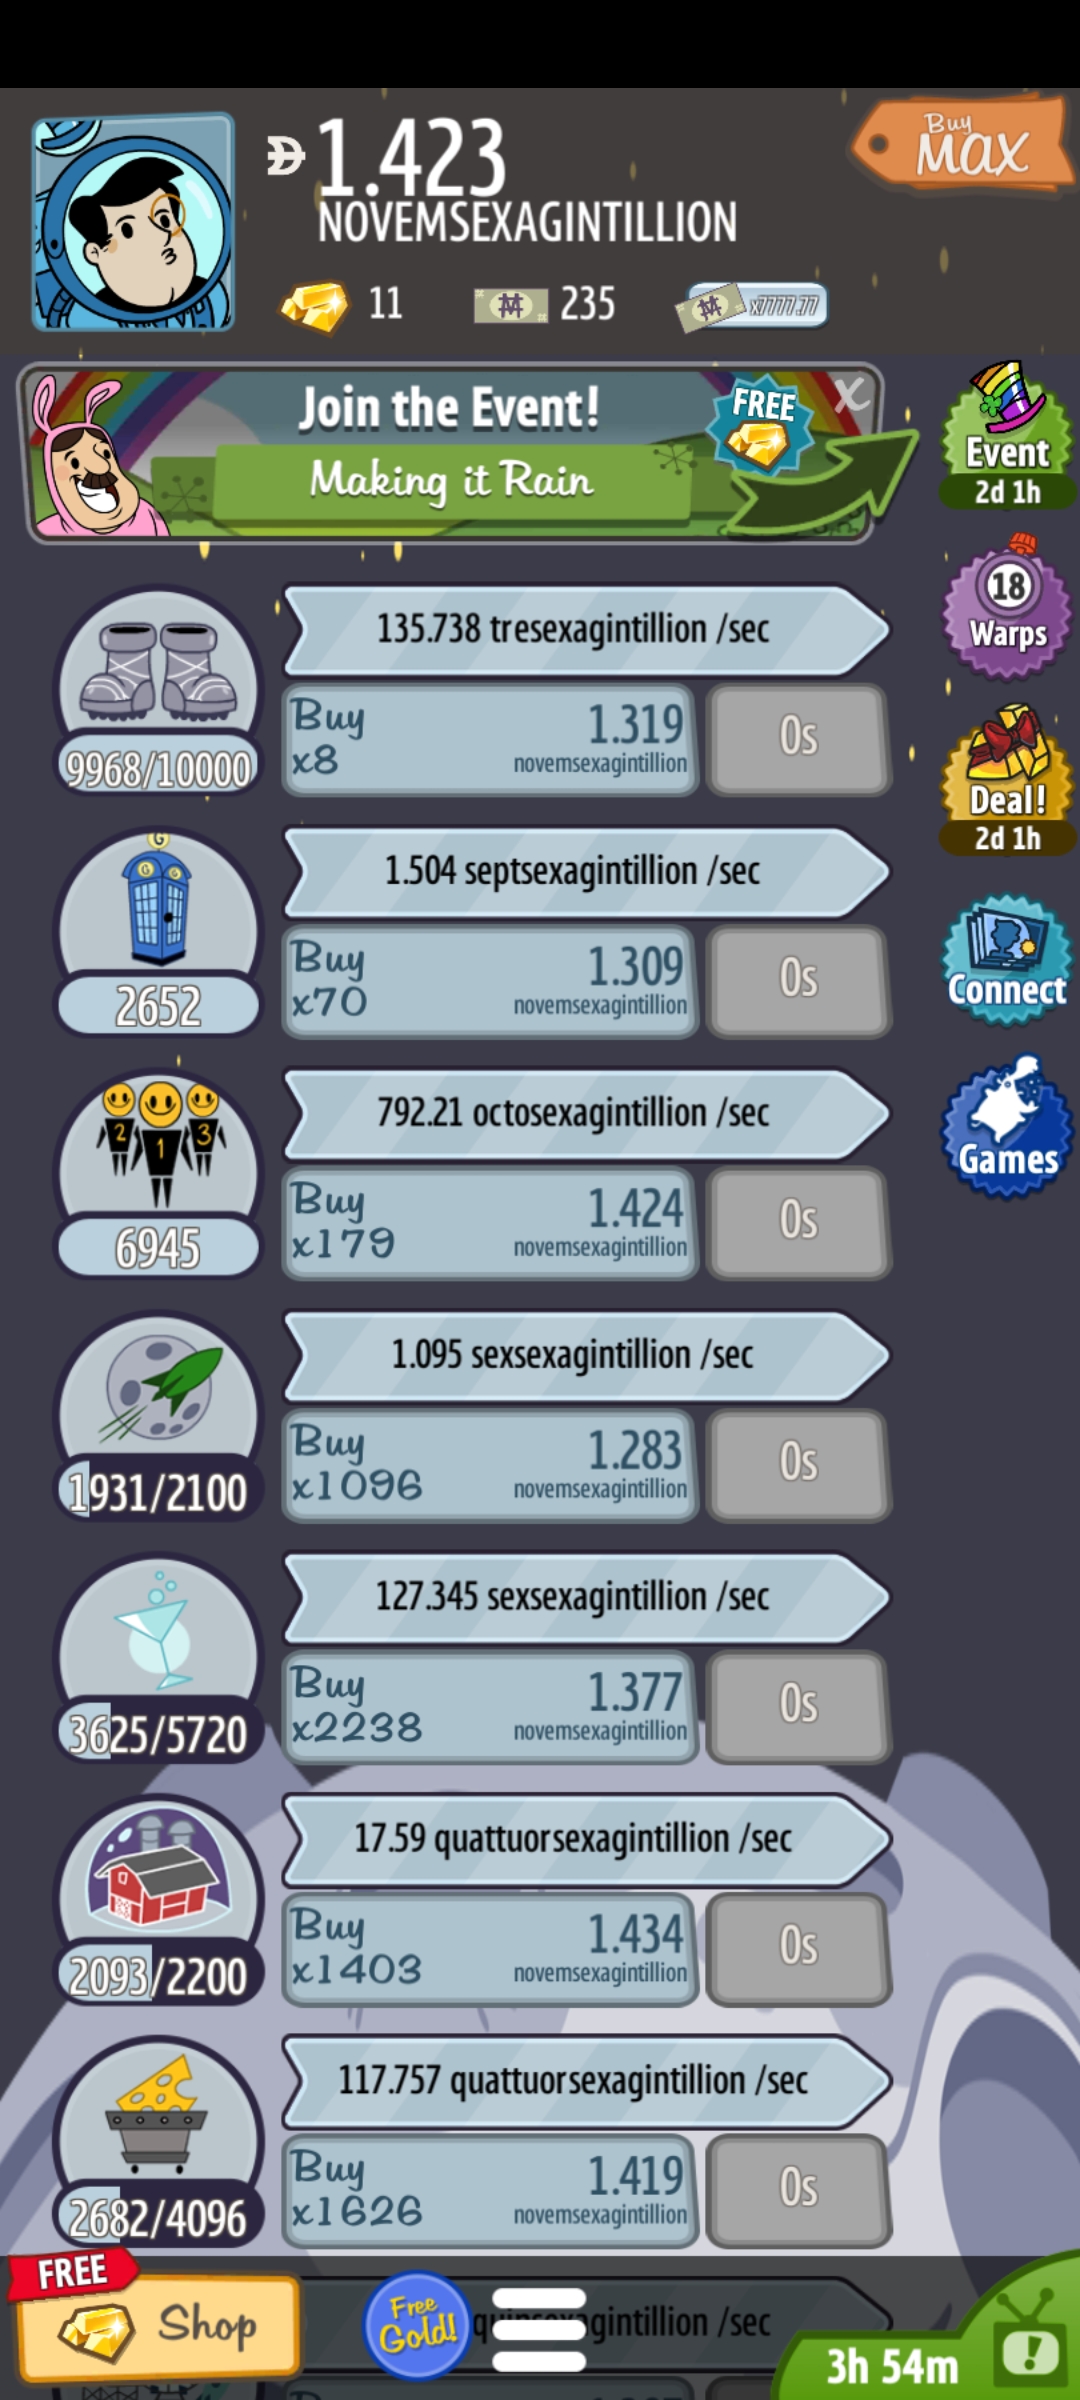 Buy
MAX
1.423
NOVEMSEXAGINTILLION
11
235
x7777.77
Join the Event!
FREE
X
Making it Rain
Event
2d 1h
135.738 tresexagintillion /sec
18
Warps
Buy
x8
1.319
novemsexagintillion
0s
9968/10000
Deal!
2d 1h
1.504 septsexagintillion /sec
Buy
x70
1.309
novemsexagintillion
0s
2652
Connect
792.21 octosexagintillion /sec
2
1
3
Games
Buy
x179
1.424
novemsexagintillion
0s
6945
1.095 sexsexagintillion /sec
Buy
x1096
1.283
novemsexagintillion
0s
1931/2100
127.345 sexsexagintillion /sec
Buy
x2238
1.377
novemsexagintillion
0s
3625/5720
17.59 quattuorsexagintillion /sec
Buy
x1403
1.434
novemsexagintillion
0s
2093/2200
117.757 quattuorsexagintillion /sec
Buy
x1626
1.419
novemsexagintillion
0s
2682/4096
FREE
Shop
Free
Gold!
/sec
3h 54m
!